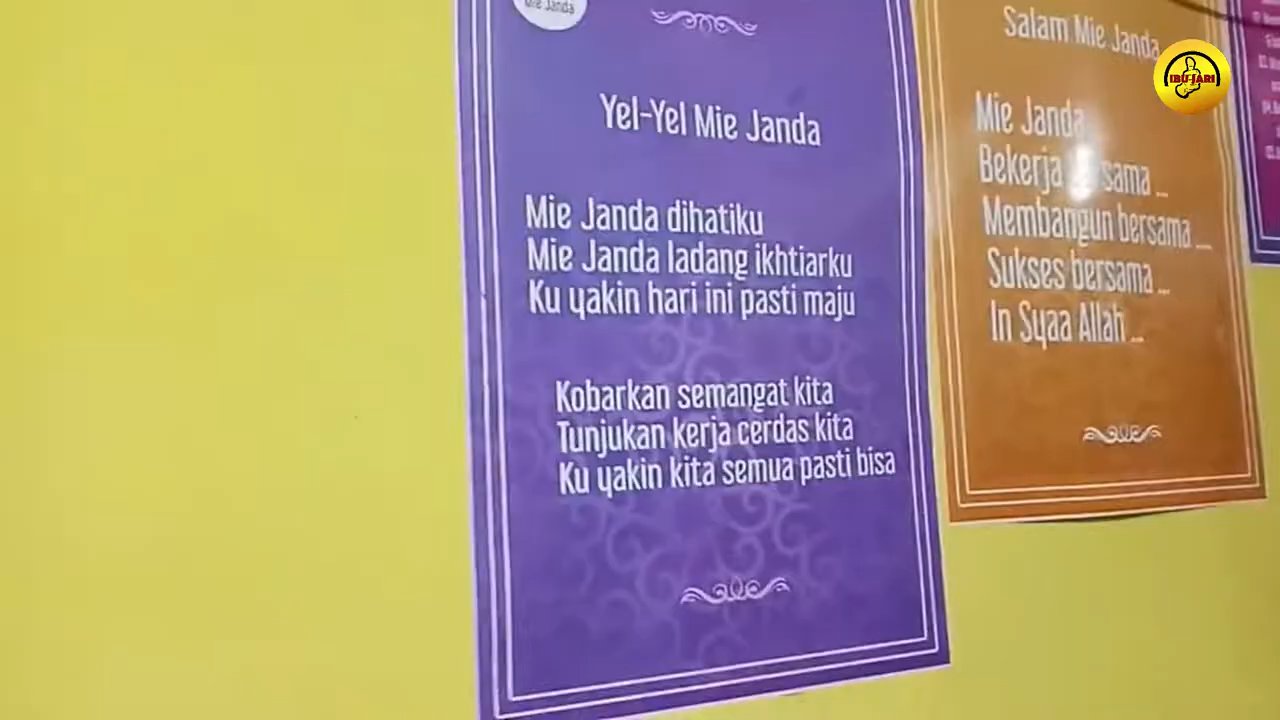 Mie Janda
Yel-Yel Mie Janda
Mie Janda dihatiku
Mie Janda ladang ikhtiarku
Ku yakin hari ini pasti maju
Kobarkan semangat kita
Tunjukan kerja cerdas kita
Ku yakin kita semua pasti bisa
Salam Mie Janda
Mie Janda
Bekerja bersama ...
Membangun bersama ...
Sukses bersama ...
In Syaa Allah ...
IBU JARI